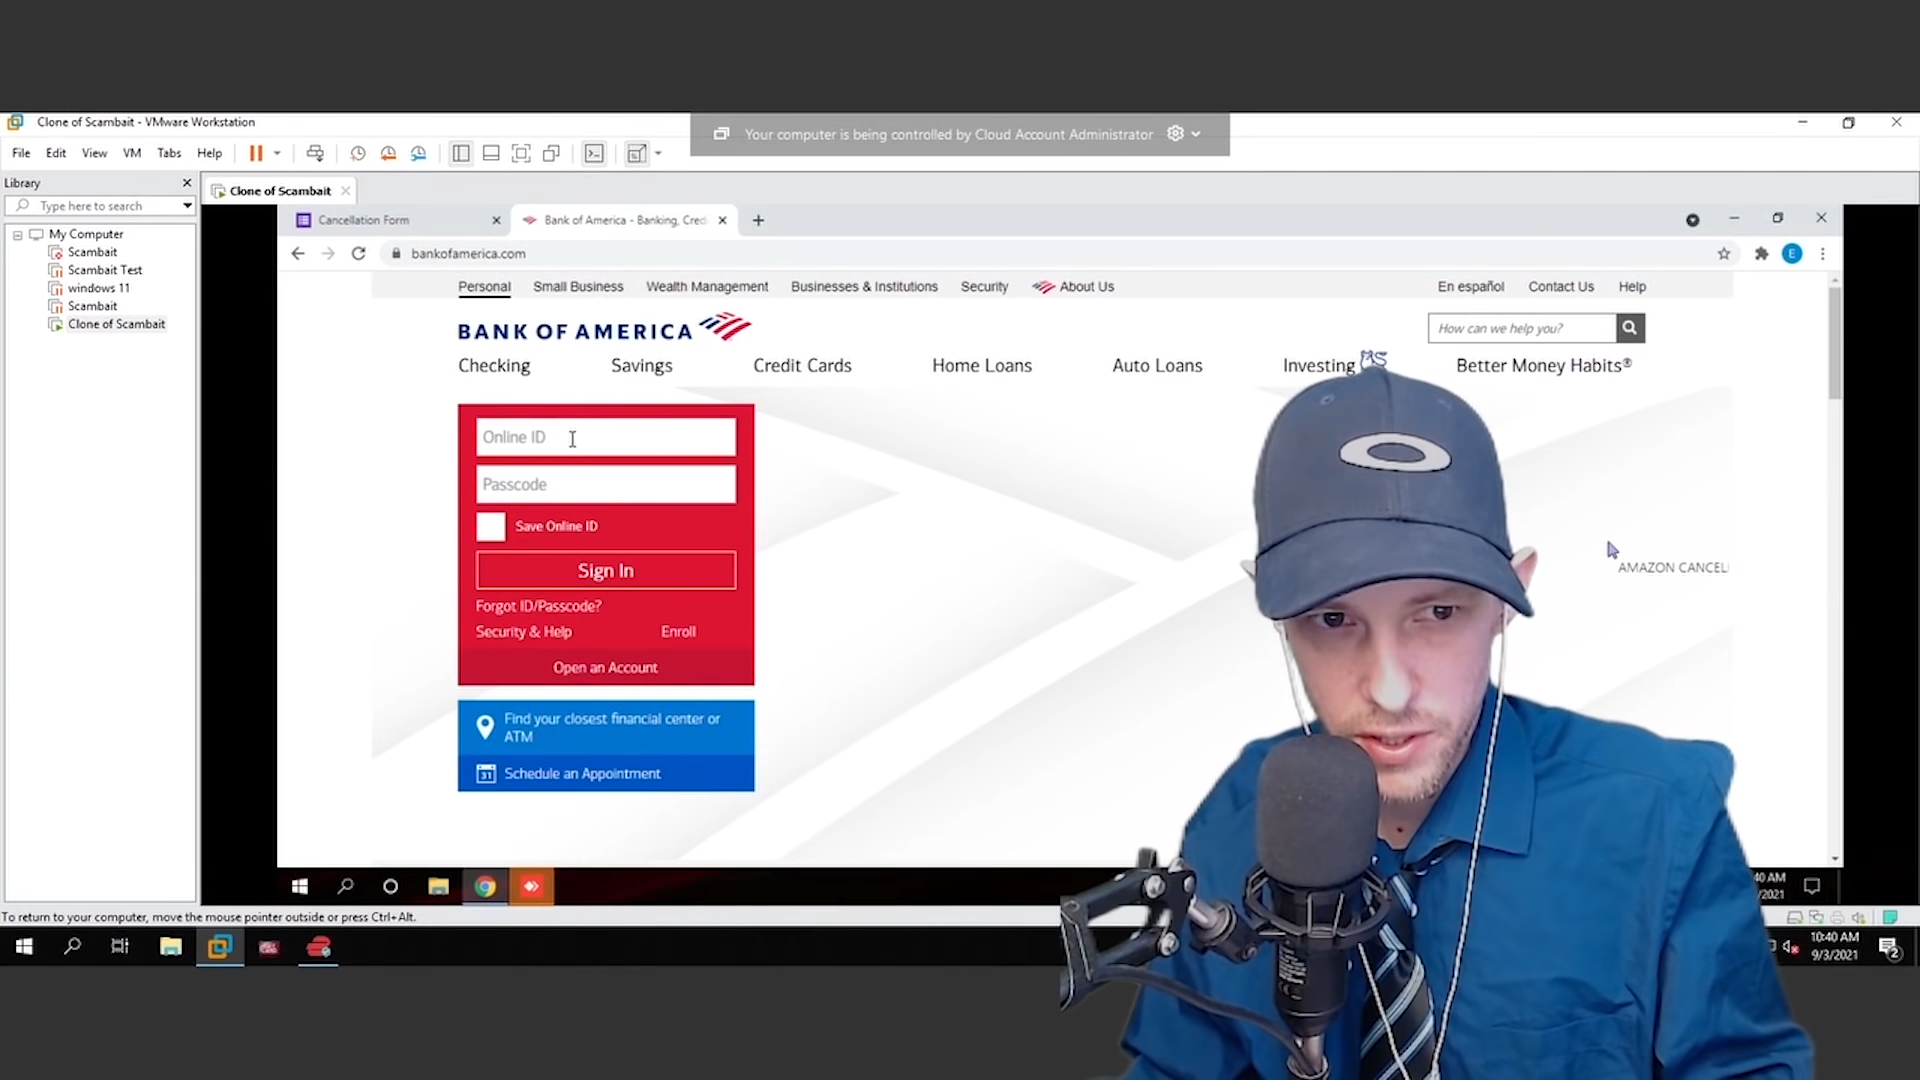 Clone of Scambait - VMware Workstation
Your computer is being controlled by Cloud Account Administrator
File Edit View VM Tabs Help
Library
Clone of Scambait
Type here to search
My Computer
Scambait
Scambait Test
windows 11
Scambait
Clone of Scambait
Cancellation Form
Bank of America - Banking, Cred
bankofamerica.com
E
Personal Small Business Wealth Management Businesses & Institutions Security About Us
En español Contact Us Help
BANK OF AMERICA
How can we help you?
Checking Savings Credit Cards Home Loans Auto Loans Investing Better Money Habits®
Online ID
Passcode
Save Online ID
Sign In
Forgot ID/Passcode?
Security & Help Enroll
Open an Account
Find your closest financial center or
ATM
31 Schedule an Appointment
AMAZON CANCEL
40 AM
/2021
To return to your computer, move the mouse pointer outside or press Ctrl+Alt.
10:40 AM
9/3/2021
2